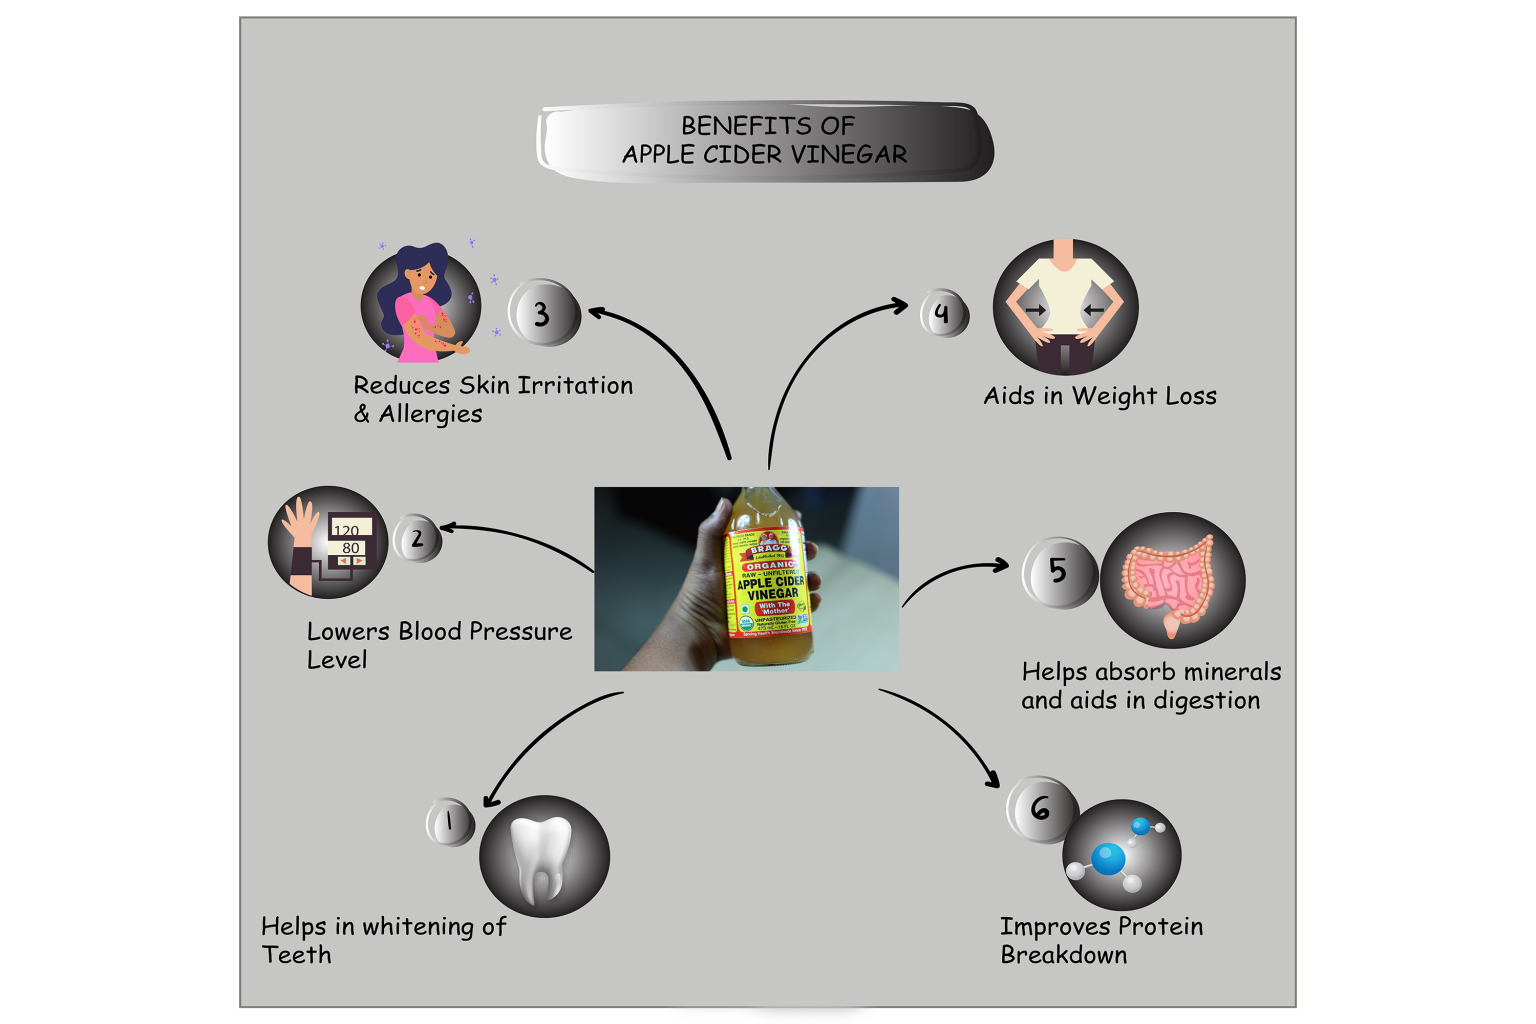 BENEFITS OF
APPLE CIDER VINEGAR
3
Reduces Skin Irritation
& Allergies
4
Aids in Weight Loss
120
80
2
Lowers Blood Pressure
Level
BRAGG
ORGANIC
RAW - UNFILTERED
APPLE CIDER
VINEGAR
With The
'Mother'
UNPASTEURIZED
5
Helps absorb minerals
and aids in digestion
1
Helps in whitening of
Teeth
6
Improves Protein
Breakdown